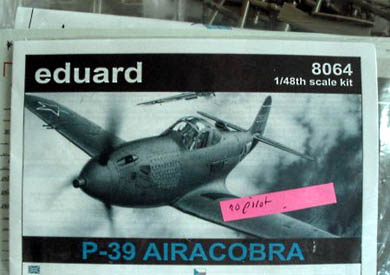 eduard
8064
1/48th scale kit
no pilot
P-39 AIRACOBRA